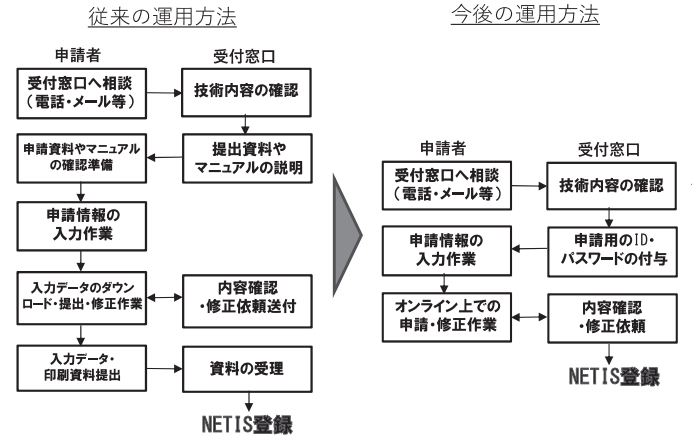 従来の運用方法
申請者
受付窓口
受付窓口へ相談
（電話・メール等）
技術内容の確認
申請資料やマニュアル
の確認準備
提出資料や
マニュアルの説明
申請情報の
入力作業
入力データのダウン
ロード・提出・修正作業
内容確認
・修正依頼送付
入力データ・
印刷資料提出
資料の受理
NETIS登録
今後の運用方法
申請者
受付窓口
受付窓口へ相談
（電話・メール等）
技術内容の確認
申請情報の
入力作業
申請用のID・
パスワードの付与
オンライン上での
申請・修正作業
内容確認
・修正依頼
NETIS登録